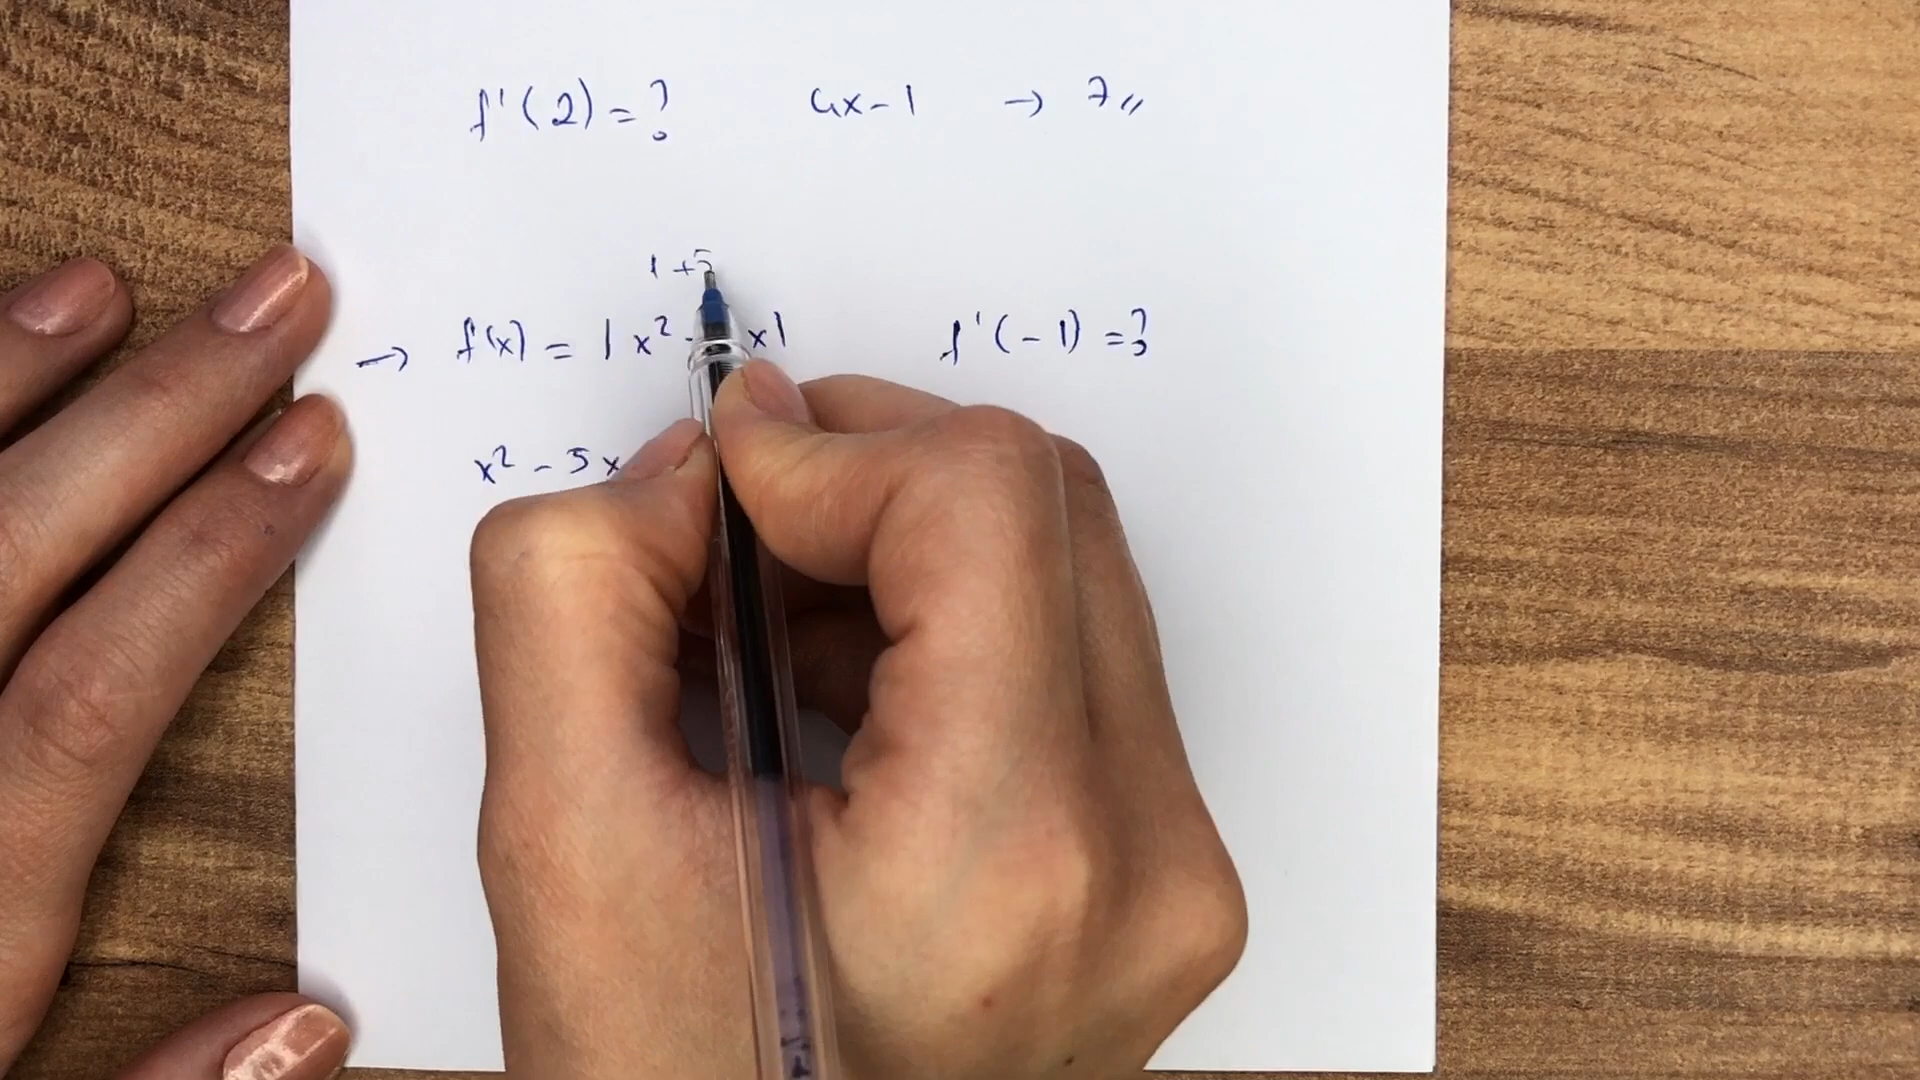 f'(2) = ? 4x - 1 → 7 //
1 + 5
→ f(x) = | x² - x | f'(-1) = ?
x² - 5x